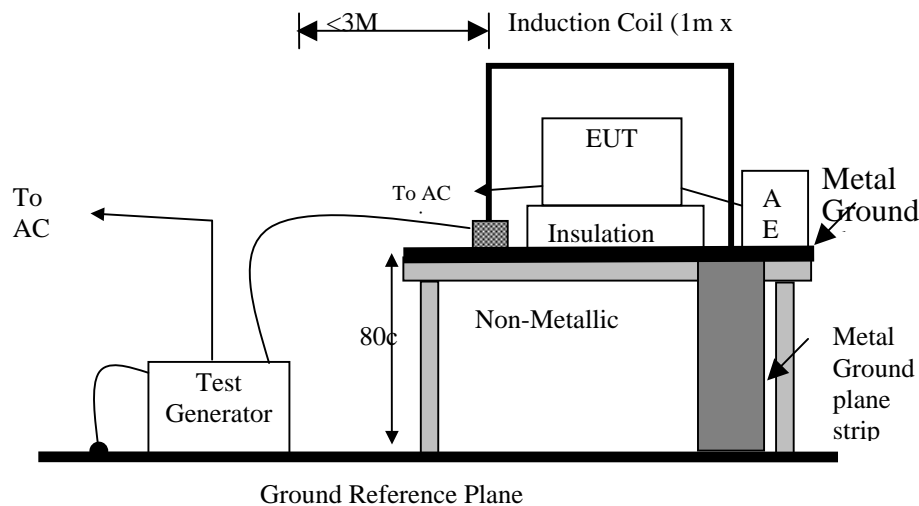 <3M
Induction Coil (1m x
EUT
To
AC
To AC
A
E
Metal
Ground
Insulation
80c
Non-Metallic
Test
Generator
Metal
Ground
plane
strip
Ground Reference Plane